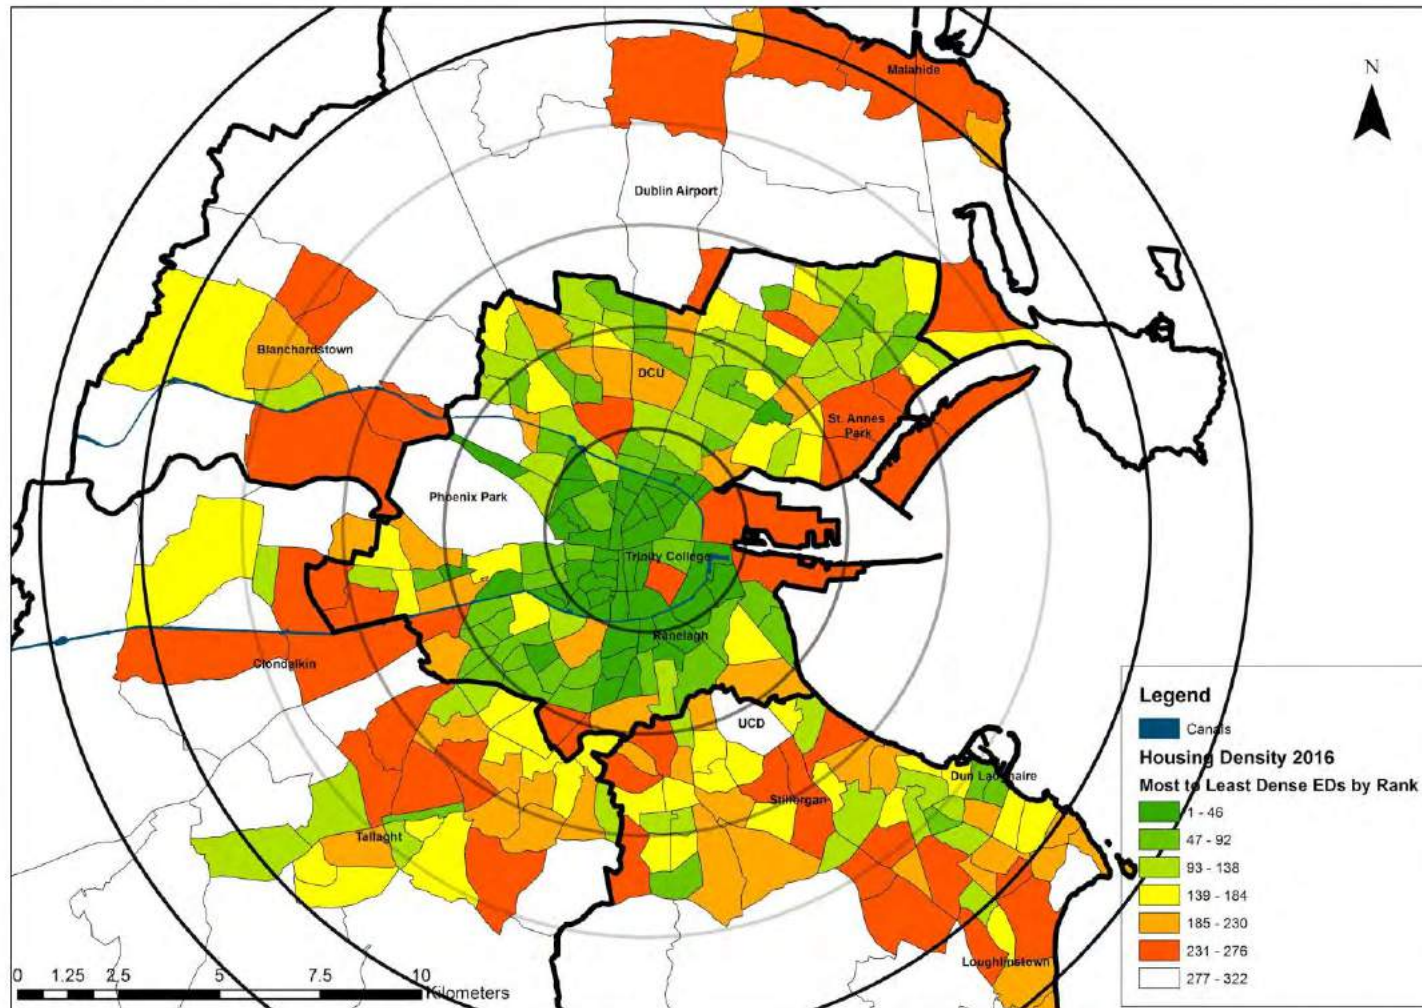 Malahide
N
Dublin Airport
Blanchardstown
DCU
St. Annes
Park
Phoenix Park
Trinity College
Ranelagh
Clondalkin
UCD
Dun Laoghaire
Stillorgan
Tallaght
Loughlinstown
Legend
Canals
Housing Density 2016
Most to Least Dense EDs by Rank
1 - 46
47 - 92
93 - 138
139 - 184
185 - 230
231 - 276
277 - 322
0 1.25 2.5 5 7.5 10
Kilometers